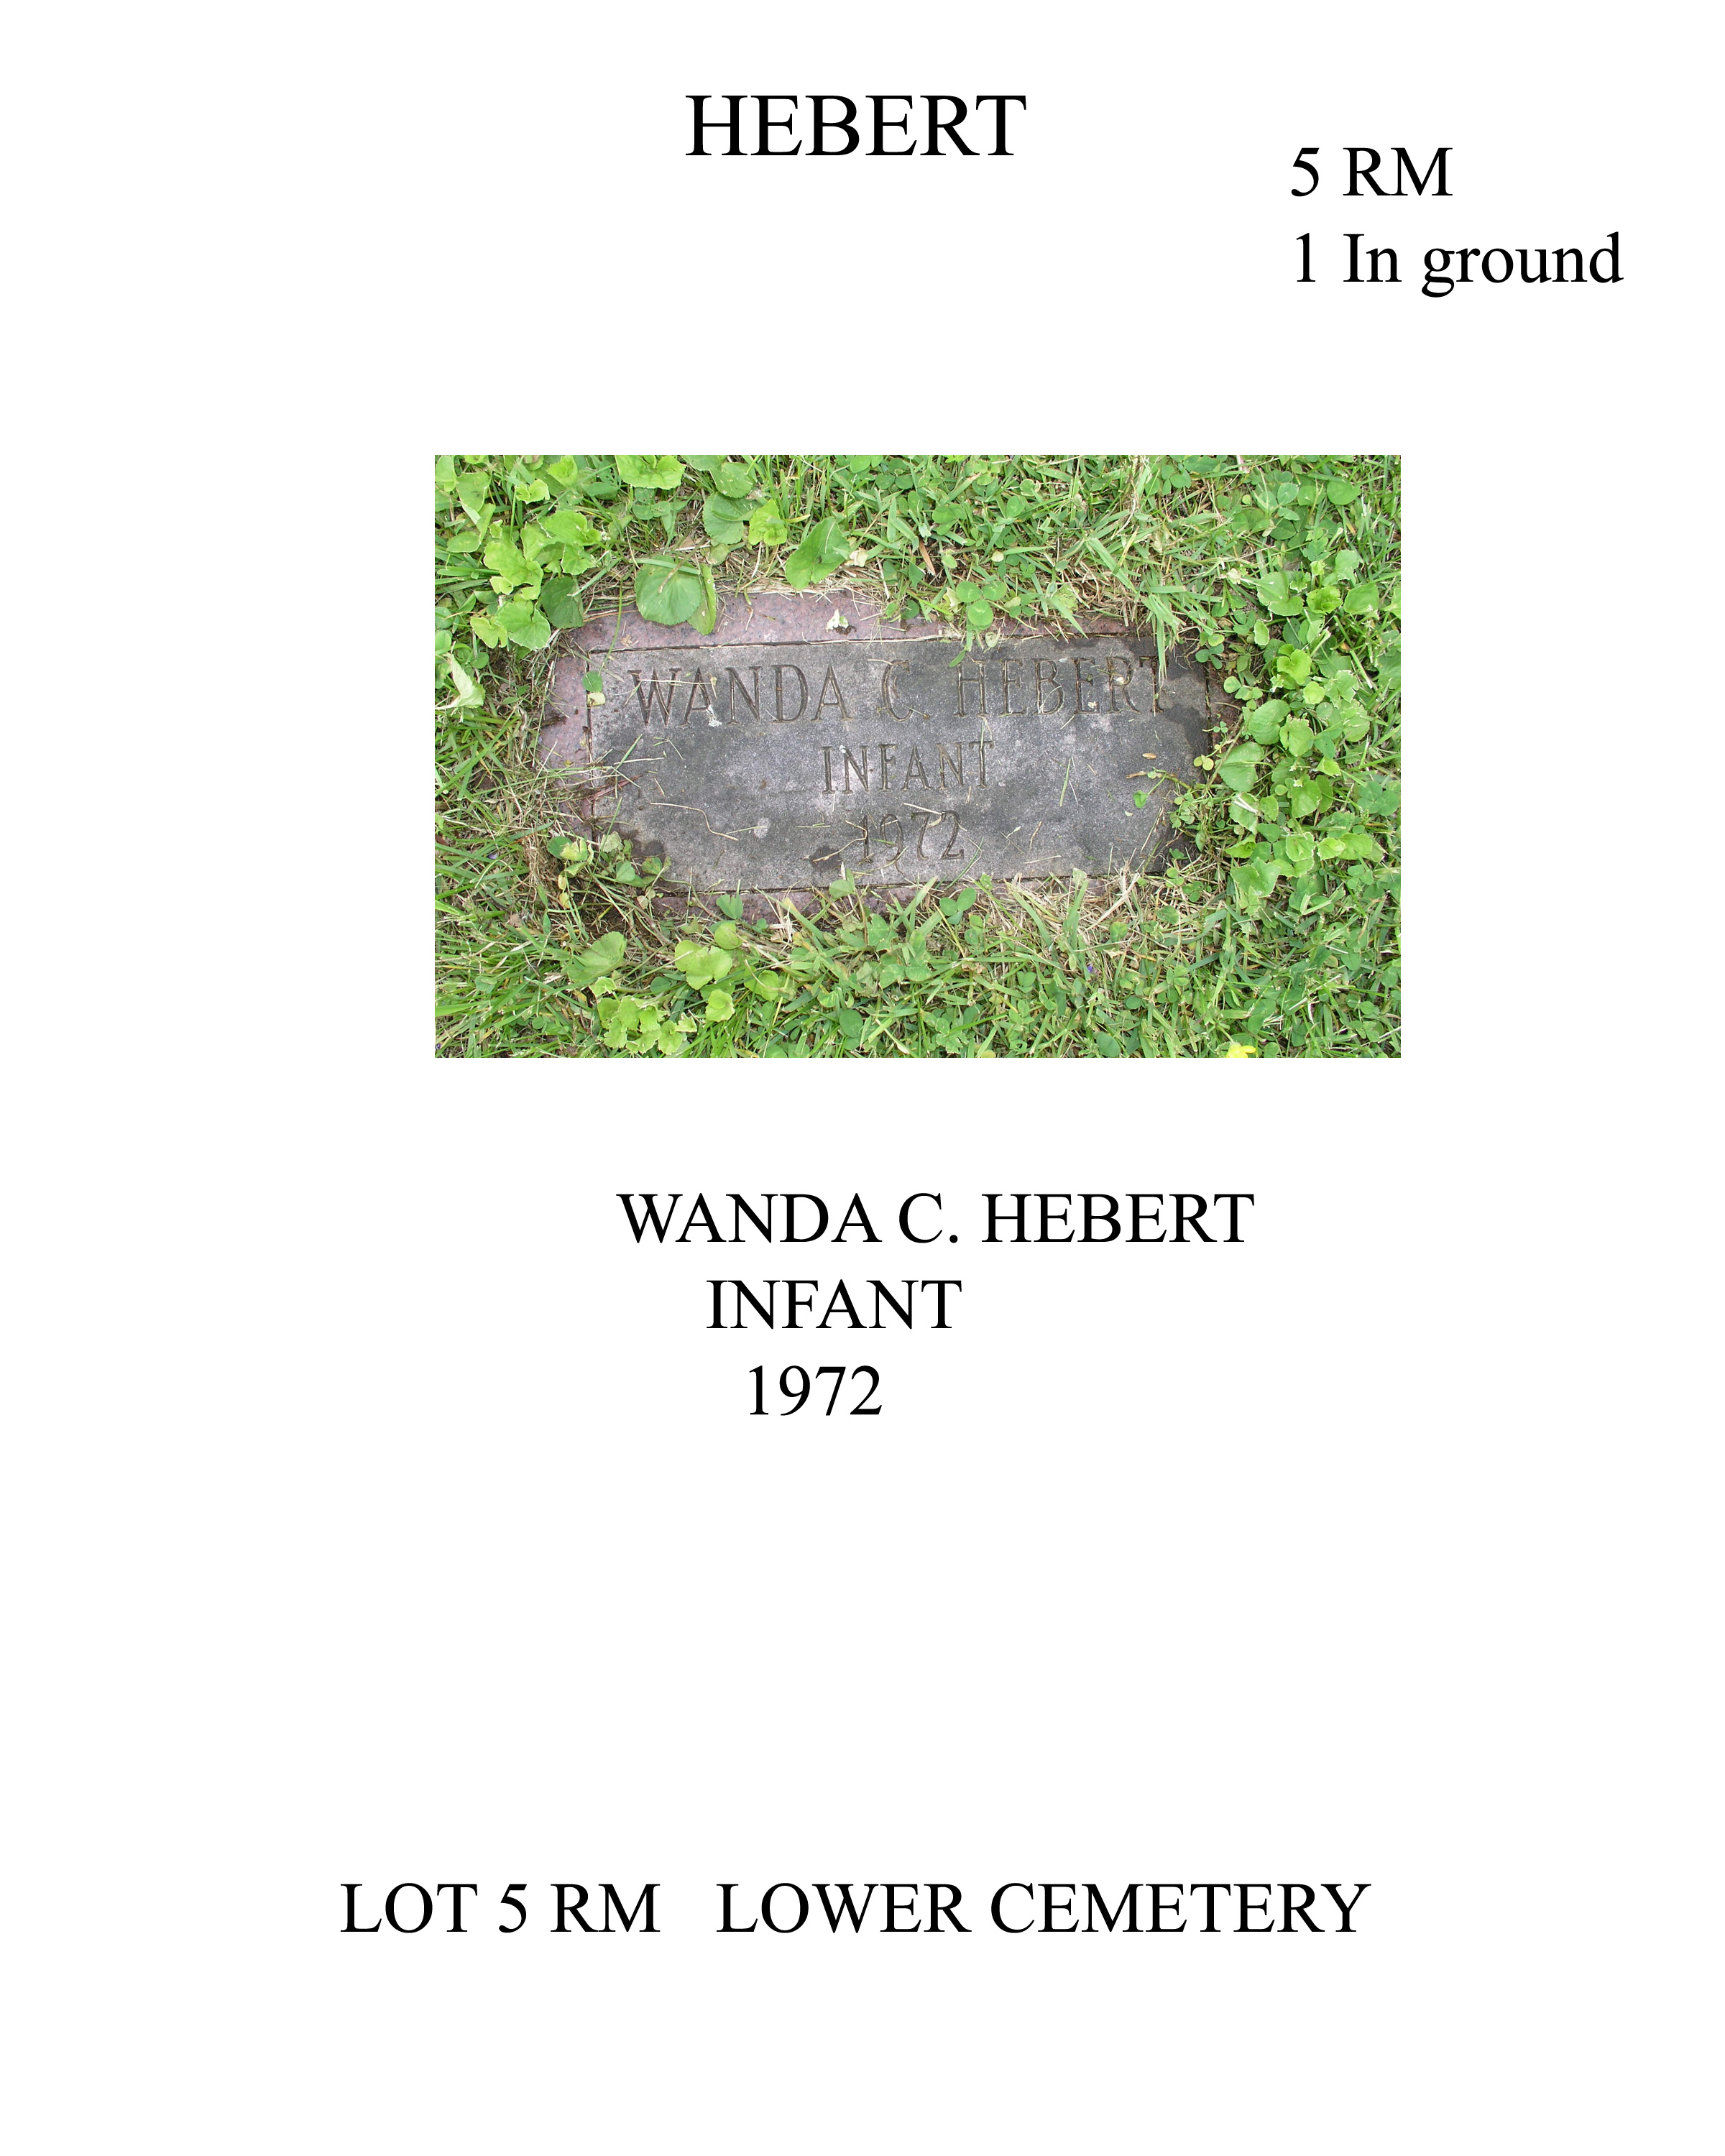 HEBERT
5 RM
1 In ground
WANDA C. HEBERT
INFANT
1972
WANDA C. HEBERT
INFANT
1972
LOT 5 RM LOWER CEMETERY